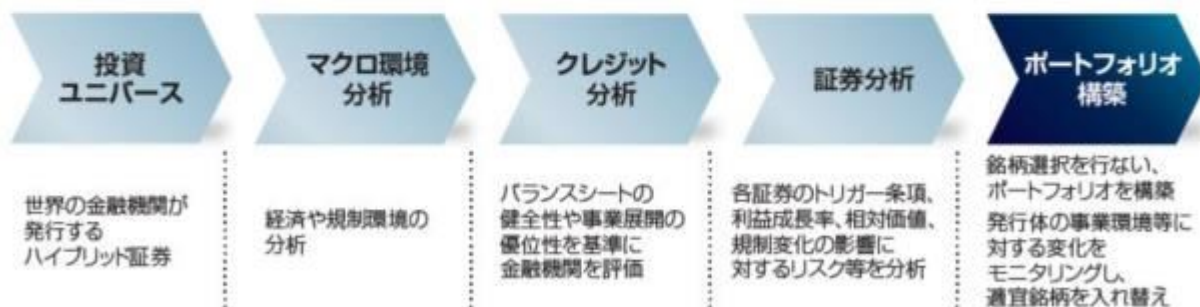 投資
ユニバース
マクロ環境
分析
クレジット
分析
証券分析
ポートフォリオ
構築
世界の金融機関が
発行する
ハイブリッド証券
経済や規制環境の
分析
バランスシートの
健全性や事業展開の
優位性を基準に
金融機関を評価
各証券のトリガー条項、
利益成長率、相対価値、
規制変化の影響に
対するリスク等を分析
銘柄選択を行ない、
ポートフォリオを構築
発行体の事業環境等に
対する変化を
モニタリングし、
適宜銘柄を入れ替え